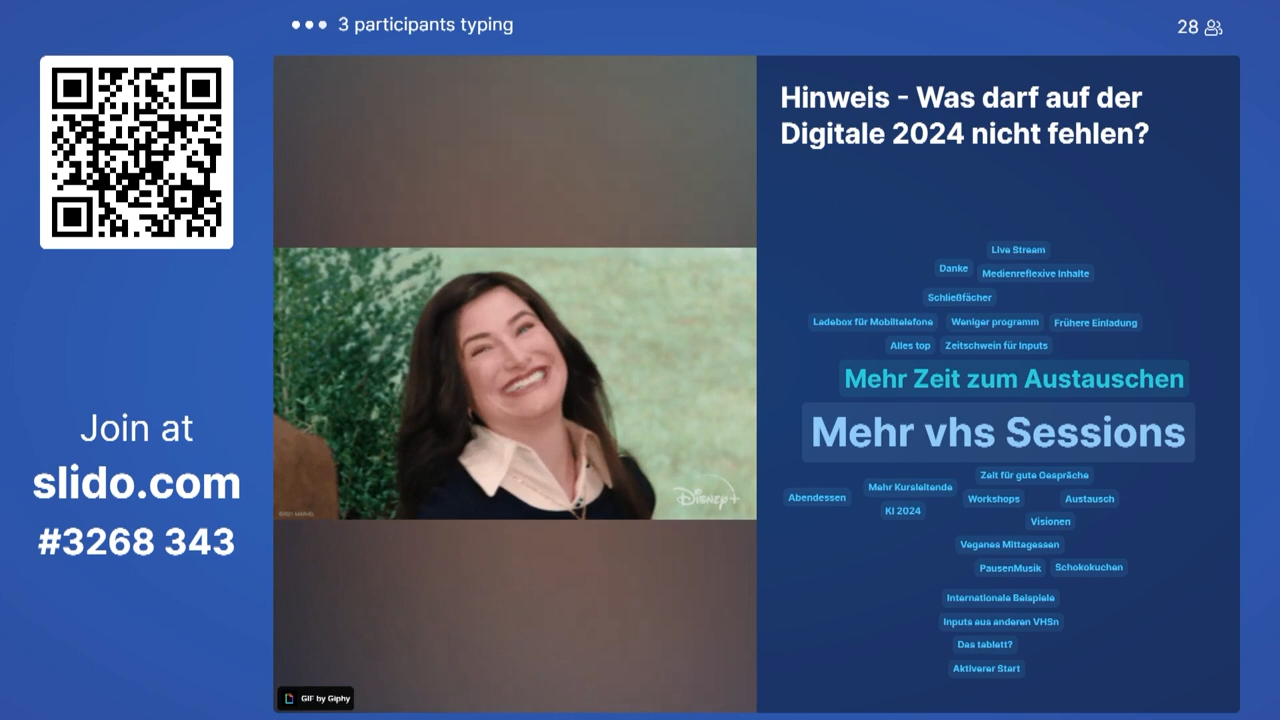 3 participants typing
28
Join at
slido.com
#3268 343
DISNEY+
©2021 MARVEL
GIF by Giphy
Hinweis - Was darf auf der
Digitale 2024 nicht fehlen?
Live Stream
Danke
Medienreflexive Inhalte
Schließfächer
Ladebox für Mobiltelefone
Weniger programm
Frühere Einladung
Alles top
Zeitschwein für Inputs
Mehr Zeit zum Austauschen
Mehr vhs Sessions
Zeit für gute Gespräche
Mehr Kursleitende
Abendessen
Workshops
Austausch
KI 2024
Visionen
Veganes Mittagessen
PausenMusik
Schokokuchen
Internationale Beispiele
Inputs aus anderen VHSn
Das tablett?
Aktiverer Start